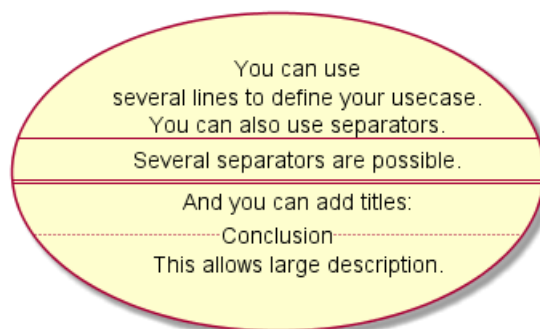 You can use
several lines to define your usecase.
You can also use separators.
Several separators are possible.
And you can add titles:
Conclusion
This allows large description.